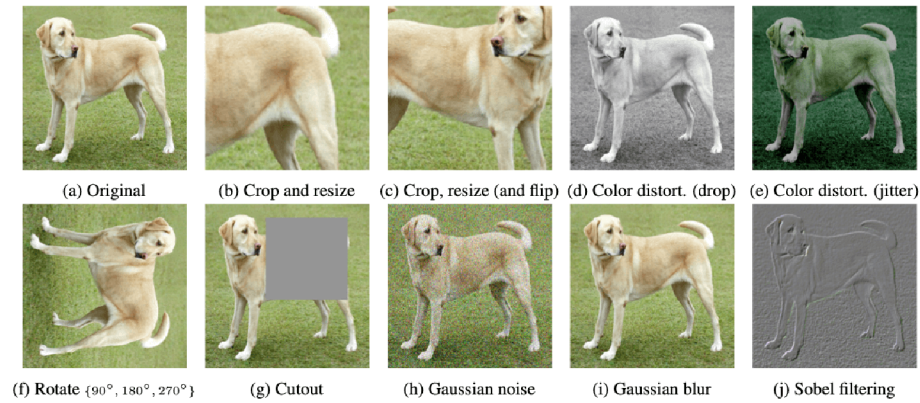 (a) Original
(b) Crop and resize
(c) Crop, resize (and flip)
(d) Color distort. (drop)
(e) Color distort. (jitter)
(f) Rotate {90°, 180°, 270°}
(g) Cutout
(h) Gaussian noise
(i) Gaussian blur
(j) Sobel filtering